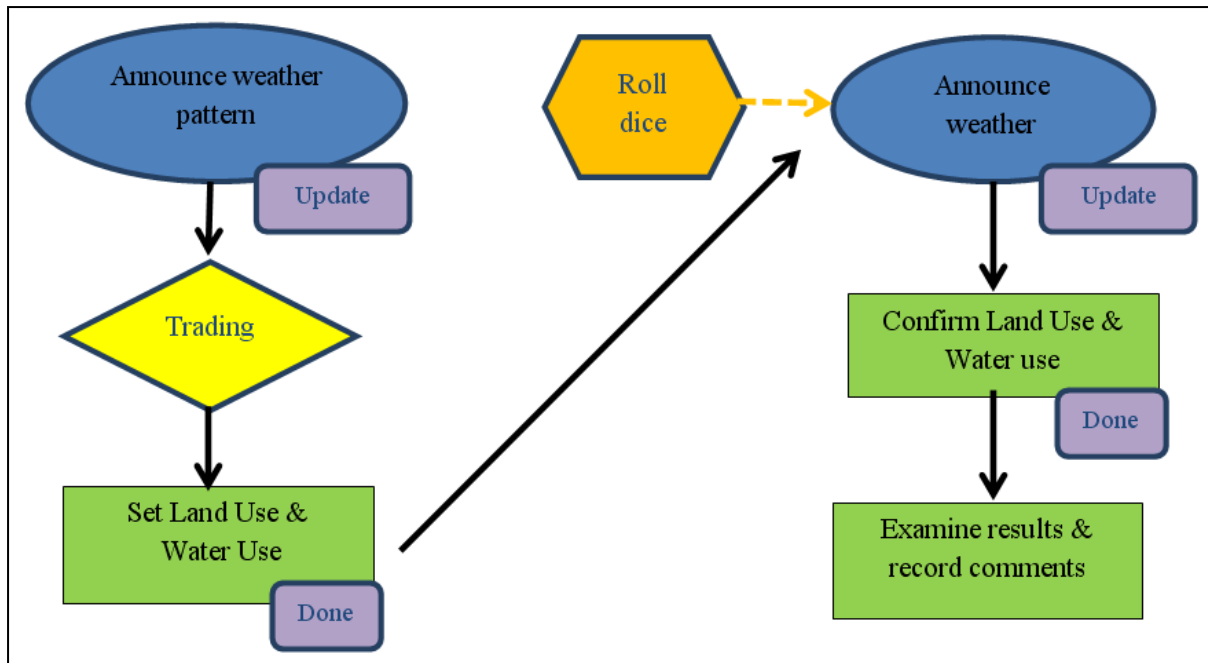 Announce weather
pattern
Update
Trading
Set Land Use &
Water Use
Done
Roll
dice
Announce
weather
Update
Confirm Land Use &
Water use
Done
Examine results &
record comments